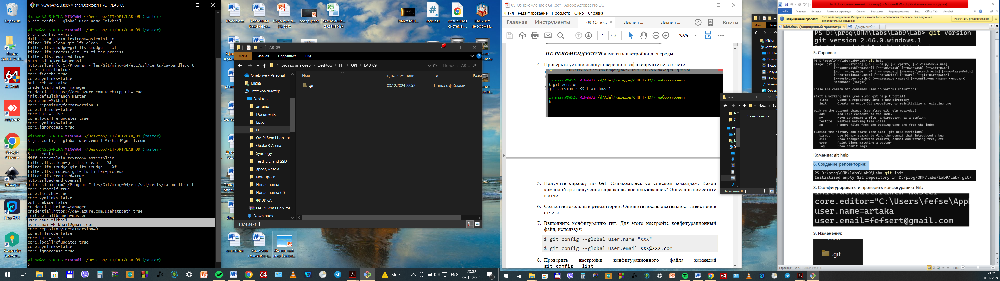 MINGW64:/c/Users/Misha/Desktop/FIT/OPI/LAB_09
Misha@ASUS-MIHA MINGW64 ~/Desktop/FIT/OPI/LAB_09 (master)
$ git config --global user.name "Mikhail"
Misha@ASUS-MIHA MINGW64 ~/Desktop/FIT/OPI/LAB_09 (master)
$ git config --list
diff.astextplain.textconv=astextplain
filter.lfs.clean=git-lfs clean -- %f
filter.lfs.smudge=git-lfs smudge -- %f
filter.lfs.process=git-lfs filter-process
filter.lfs.required=true
http.sslbackend=openssl
http.sslcainfo=C:/Program Files/Git/mingw64/etc/ssl/certs/ca-bundle.crt
core.autocrlf=true
core.fscache=true
core.symlinks=false
pull.rebase=false
credential.helper=manager
credential.https://dev.azure.com.usehttppath=true
init.defaultbranch=master
user.name=Mikhail
core.repositoryformatversion=0
core.filemode=false
core.bare=false
core.logallrefupdates=true
core.symlinks=false
core.ignorecase=true
Misha@ASUS-MIHA MINGW64 ~/Desktop/FIT/OPI/LAB_09 (master)
$ git config --global user.email Mikhail@gmail.com
Misha@ASUS-MIHA MINGW64 ~/Desktop/FIT/OPI/LAB_09 (master)
$ git config --list
diff.astextplain.textconv=astextplain
filter.lfs.clean=git-lfs clean -- %f
filter.lfs.smudge=git-lfs smudge -- %f
filter.lfs.process=git-lfs filter-process
filter.lfs.required=true
http.sslbackend=openssl
http.sslcainfo=C:/Program Files/Git/mingw64/etc/ssl/certs/ca-bundle.crt
core.autocrlf=true
core.fscache=true
core.symlinks=false
pull.rebase=false
credential.helper=manager
credential.https://dev.azure.com.usehttppath=true
init.defaultbranch=master
user.name=Mikhail
user.email=Mikhail@gmail.com
core.repositoryformatversion=0
core.filemode=false
core.bare=false
core.logallrefupdates=true
core.symlinks=false
core.ignorecase=true
Misha@ASUS-MIHA MINGW64 ~/Desktop/FIT/OPI/LAB_09 (master)
$
Корзина
Photos
(ALEXEYHO...
AIDA64
AnyDesk
Google
Chrome
Inkscape
Пор VPN
Kaspersky
Passwor...
Doc2.docx
Клеточная
инженери...
Chyornye-d...
(1).pptx
геогр.pptx
экономиче...
задача.xlsx
Planets201...
style.css
солнечная
система ....
Кабинет
информат...
англ.docx
Видимое
годичное д...
Животный
мир Белов...
LAB_09
Файл
Главная
Поделиться
Вид
Этот компьютер
Desktop
FIT
OPI
LAB_09
Поиск в: LAB_...
OneDrive - Personal
Misha
Этот компьютер
Desktop
arduino
Documents
Epson
FIT
OAIP1Sem11lab-ma
Quake 3 Arena
Synology
TestHDD and SSD
дрозд матем
мои проги
Новая папка
Новая папка (2)
ФИЗИКА
OAIP1Sem11lab-ma
Downloads
Имя
Дата изменения
Тип
Разм
.git
03.12.2024 22:52
Папка с файлами
1 элемент
Slee...
ENG
23:02
03.12.2024
1
09_Ознокомление с GIT.pdf - Adobe Acrobat Pro DC
Файл Редактирование Просмотр Окно Справка
Главная Инструменты 09_Озно... Лекция ... Лекция ... Войти
1 / 3
76,6%
НЕ РЕКОМЕНДУЕТСЯ изменять настройки для среды.
4. Проверьте установленную версию и зафиксируйте ее в отчете:
chimaera@W520 MINGW32 /d/Adel/Кафедра/ОПИ+ТРПО/К лабораторным
$ git version
git version 2.33.1.windows.1
chimaera@W520 MINGW32 /d/Adel/Кафедра/ОПИ+ТРПО/К лабораторным
$
5. Получите справку по Git. Ознакомьтесь со списком командам. Какой
командой для получения справки вы воспользовались? Описание поместите
в отчет.
6. Создайте локальный репозиторий. Опишите последовательность действий в
отчете.
7. Выполните конфигурацию гит. Для этого настройте конфигурационный
файл, используя:
$ git config --global user.name "XXX"
$ git config --global user.email XXX@XXX.com
8. Проверить настройки конфигурационного файла командой
git config --list
Scre...
Изо...
Sc
Эта папка пуста.
Элементов: 0
Файл
Главн
Misha
Этот ком
Desktop
Downlo
Видео
Докуме
Изобра
Музык
Объем
lab9.docx (защищенный просмотр) - Microsoft Word (Сбой активации продукта)
Файл Главная Вставка Разметка страницы Ссылки Рассылки Рецензирование Вид Office Tab Acrobat
Защищенный просмотр
Этот файл загружен из Интернета и может быть небезопасен. Щелкните для получения
дополнительных сведений.
Разрешить редактирование
lab9.docx (защищенный просмотр)
Документ2 *
PS D:\prog\ОПИ\labs\Lab9\Lab> git version
git version 2.46.0.windows.1
5. Справка:
PS D:\prog\ОПИ\labs\Lab9\Lab> git help
usage: git [-v | --version] [-h | --help] [-C <path>] [-c <name>=<value>]
[--exec-path[=<path>]] [--html-path] [--man-path] [--info-path]
[-p | --paginate | -P | --no-pager] [--no-replace-objects] [--no-lazy-fetch]
[--no-optional-locks] [--no-advice] [--bare] [--git-dir=<path>]
[--work-tree=<path>] [--namespace=<name>] [--config-env=<name>=<envvar>]
<command> [<args>]
These are common Git commands used in various situations:
start a working area (see also: git help tutorial)
clone Clone a repository into a new directory
init Create an empty Git repository or reinitialize an existing one
work on the current change (see also: git help everyday)
add Add file contents to the index
mv Move or rename a file, a directory, or a symlink
restore Restore working tree files
rm Remove files from the working tree and from the index
examine the history and state (see also: git help revisions)
bisect Use binary search to find the commit that introduced a bug
diff Show changes between commits, commit and working tree, etc
grep Print lines matching a pattern
log Show commit logs
Команда: git help
6. Создание репозитория:
PS D:\prog\ОПИ\labs\Lab9\Lab> git init
Initialized empty Git repository in D:/prog/ОПИ/labs/Lab9/Lab/.git/
8. Сконфигурировать и проверить конфигурацию Git:
core.editor="C:\Users\fefse\App
user.name=artaka
user.email=fefsert@gmail.com
9. Изменения:
.git
Страница: 1 из 5
Число слов: 3
100%
23:02
03.12.2024